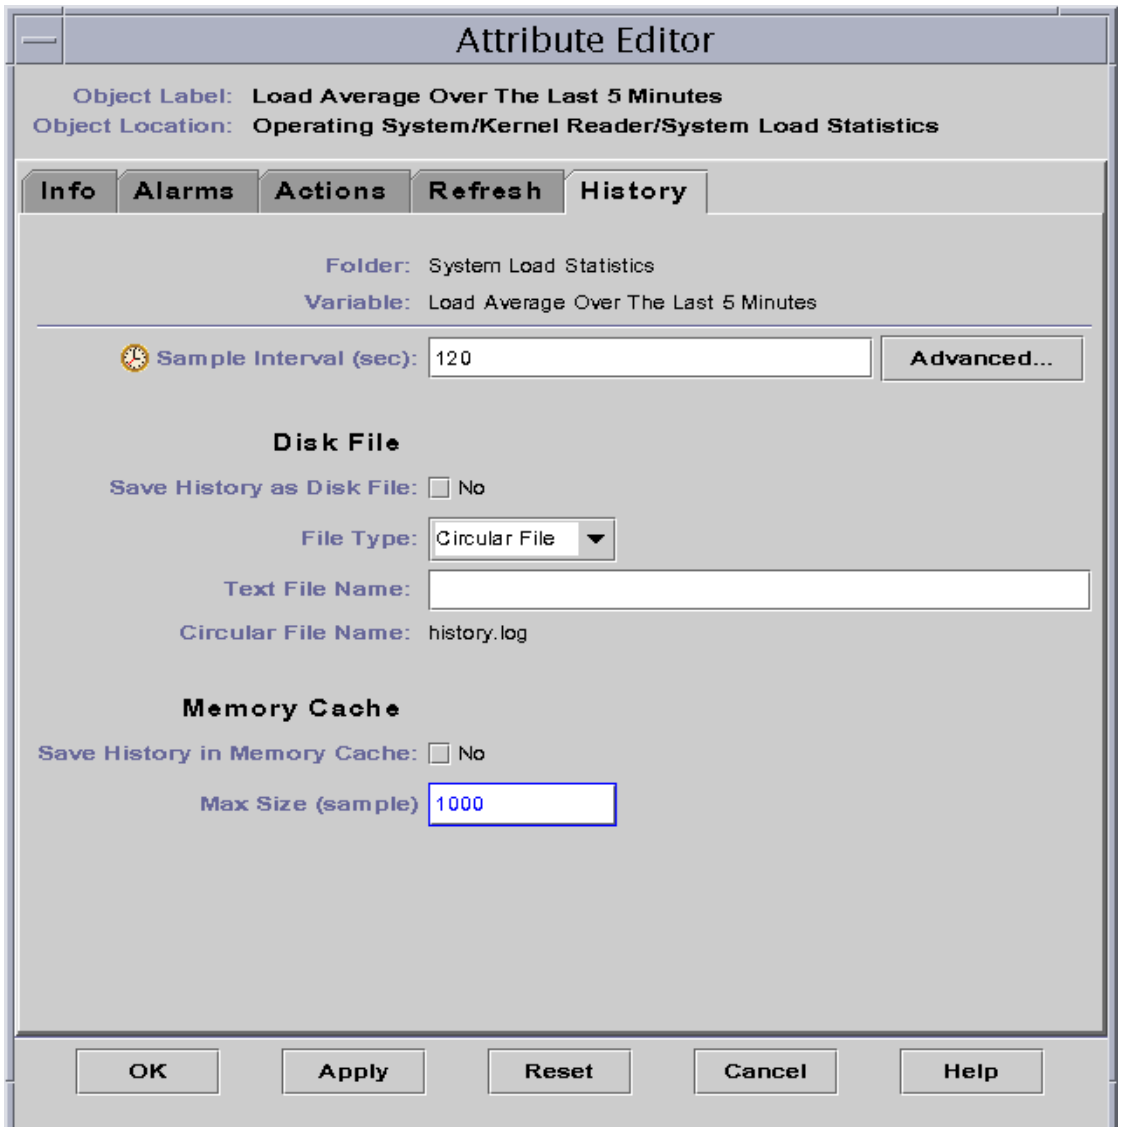 Attribute Editor
Object Label: Load Average Over The Last 5 Minutes
Object Location: Operating System/Kernel Reader/System Load Statistics
Info Alarms Actions Refresh History
Folder: System Load Statistics
Variable: Load Average Over The Last 5 Minutes
Sample Interval (sec): 120 Advanced...
Disk File
Save History as Disk File: No
File Type: Circular File
Text File Name:
Circular File Name: history.log
Memory Cache
Save History in Memory Cache: No
Max Size (sample) 1000
OK Apply Reset Cancel Help